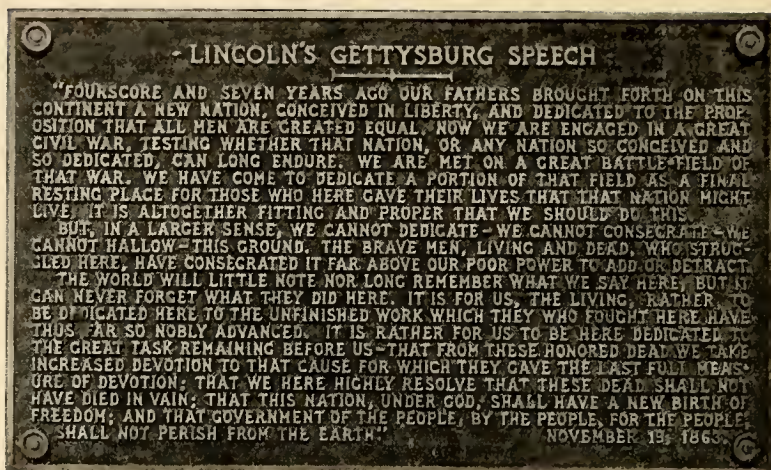 LINCOLN'S GETTYSBURG SPEECH
"FOURSCORE AND SEVEN YEARS AGO OUR FATHERS BROUGHT FORTH ON THIS
CONTINENT A NEW NATION, CONCEIVED IN LIBERTY, AND DEDICATED TO THE PROP-
OSITION THAT ALL MEN ARE CREATED EQUAL. NOW WE ARE ENGAGED IN A GREAT
CIVIL WAR, TESTING WHETHER THAT NATION, OR ANY NATION SO CONCEIVED AND
SO DEDICATED, CAN LONG ENDURE. WE ARE MET ON A GREAT BATTLE-FIELD OF
THAT WAR. WE HAVE COME TO DEDICATE A PORTION OF THAT FIELD AS A FINAL
RESTING PLACE FOR THOSE WHO HERE GAVE THEIR LIVES THAT THAT NATION MIGHT
LIVE. IT IS ALTOGETHER FITTING AND PROPER THAT WE SHOULD DO THIS.
BUT, IN A LARGER SENSE, WE CANNOT DEDICATE—WE CANNOT CONSECRATE—WE
CANNOT HALLOW—THIS GROUND. THE BRAVE MEN, LIVING AND DEAD, WHO STRUG-
GLED HERE, HAVE CONSECRATED IT FAR ABOVE OUR POOR POWER TO ADD OR DETRACT.
THE WORLD WILL LITTLE NOTE NOR LONG REMEMBER WHAT WE SAY HERE, BUT IT
CAN NEVER FORGET WHAT THEY DID HERE. IT IS FOR US, THE LIVING, RATHER, TO
BE DEDICATED HERE TO THE UNFINISHED WORK WHICH THEY WHO FOUGHT HERE HAVE
THUS FAR SO NOBLY ADVANCED. IT IS RATHER FOR US TO BE HERE DEDICATED TO
THE GREAT TASK REMAINING BEFORE US—THAT FROM THESE HONORED DEAD WE TAKE
INCREASED DEVOTION TO THAT CAUSE FOR WHICH THEY GAVE THE LAST FULL MEAS-
URE OF DEVOTION; THAT WE HERE HIGHLY RESOLVE THAT THESE DEAD SHALL NOT
HAVE DIED IN VAIN; THAT THIS NATION, UNDER GOD, SHALL HAVE A NEW BIRTH OF
FREEDOM; AND THAT GOVERNMENT OF THE PEOPLE, BY THE PEOPLE, FOR THE PEOPLE,
SHALL NOT PERISH FROM THE EARTH." NOVEMBER 19, 1863.